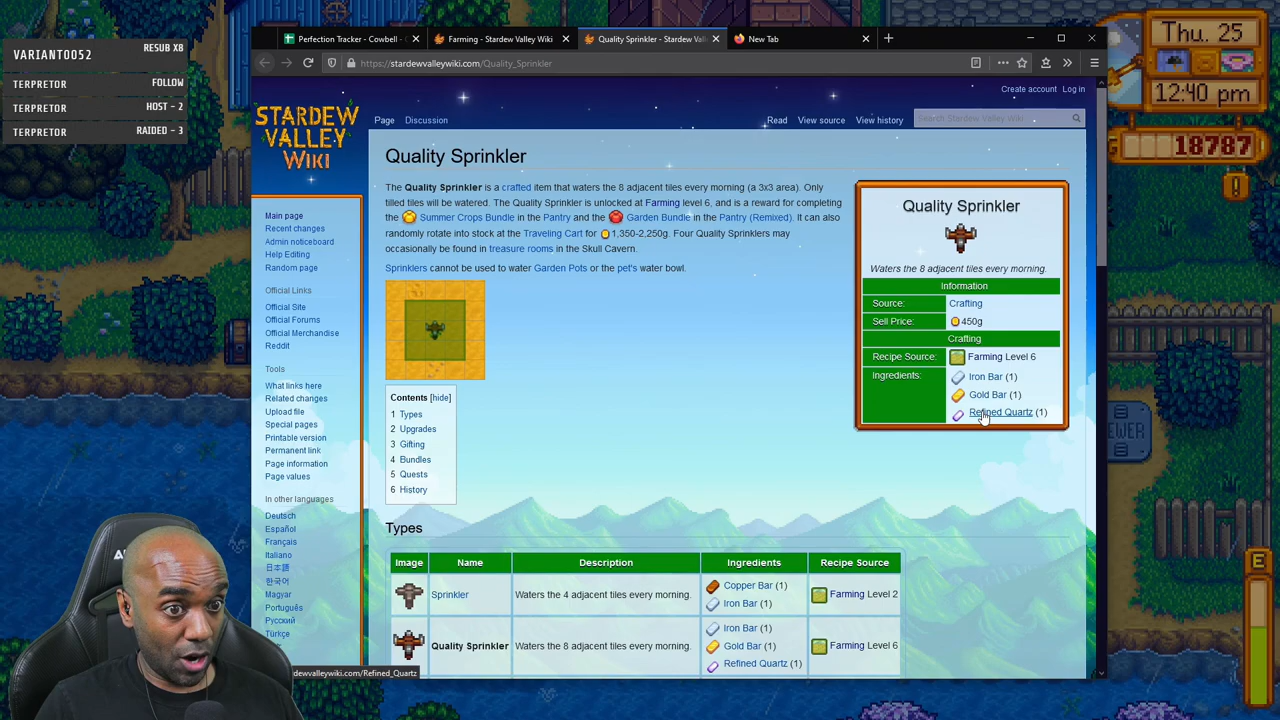 VARIANT0052
RESUB X8
TERPRETOR
FOLLOW
TERPRETOR
HOST - 2
TERPRETOR
RAIDED - 3
Perfection Tracker - Cowbell - C
Farming - Stardew Valley Wiki
Quality Sprinkler - Stardew Vall
New Tab
https://stardewvalleywiki.com/Quality_Sprinkler
Thu. 25
12:40 pm
18787
Create account
Log in
STARDEW
VALLEY
WIKI
Page
Discussion
Read
View source
View history
Search Stardew Valley Wiki
Main page
Recent changes
Admin noticeboard
Help Editing
Random page
Official Links
Official Site
Official Forums
Official Merchandise
Reddit
Tools
What links here
Related changes
Upload file
Special pages
Printable version
Permanent link
Page information
Page values
In other languages
Deutsch
Español
Français
Italiano
日本語
한국어
Magyar
Português
Русский
Türkçe
Quality Sprinkler
The Quality Sprinkler is a crafted item that waters the 8 adjacent tiles every morning (a 3x3 area). Only
tilled tiles will be watered. The Quality Sprinkler is unlocked at Farming level 6, and is a reward for completing
the Summer Crops Bundle in the Pantry and the Garden Bundle in the Pantry (Remixed). It can also
randomly rotate into stock at the Traveling Cart for 1,350-2,250g. Four Quality Sprinklers may
occasionally be found in treasure rooms in the Skull Cavern.
Sprinklers cannot be used to water Garden Pots or the pet's water bowl.
Contents [hide]
1 Types
2 Upgrades
3 Gifting
4 Bundles
5 Quests
6 History
Quality Sprinkler
Waters the 8 adjacent tiles every morning.
Information
Source: Crafting
Sell Price: 450g
Crafting
Recipe Source: Farming Level 6
Ingredients: Iron Bar (1)
Gold Bar (1)
Refined Quartz (1)
Types
Image Name Description Ingredients Recipe Source
Sprinkler Waters the 4 adjacent tiles every morning. Copper Bar (1) Iron Bar (1) Farming Level 2
Quality Sprinkler Waters the 8 adjacent tiles every morning. Iron Bar (1) Gold Bar (1) Refined Quartz (1) Farming Level 6
dewvalleywiki.com/Refined_Quartz
E